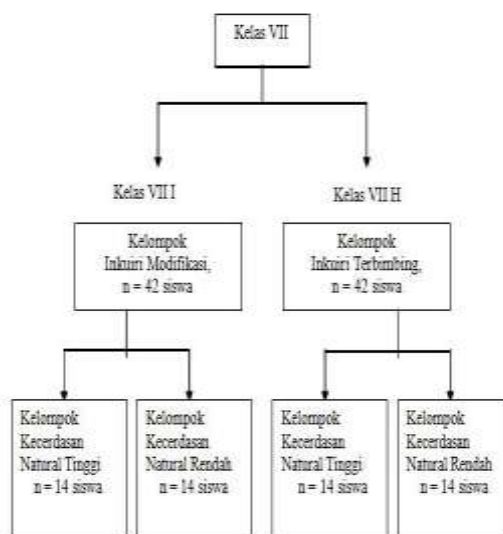 Kelas VII
Kelas VII I
Kelas VII H
Kelompok
Inkuiri Modifikasi,
n = 42 siswa
Kelompok
Inkuiri Terbimbing,
n = 42 siswa
Kelompok
Kecerdasan
Natural Tinggi
n = 14 siswa
Kelompok
Kecerdasan
Natural Rendah
n = 14 siswa
Kelompok
Kecerdasan
Natural Tinggi
n = 14 siswa
Kelompok
Kecerdasan
Natural Rendah
n = 14 siswa